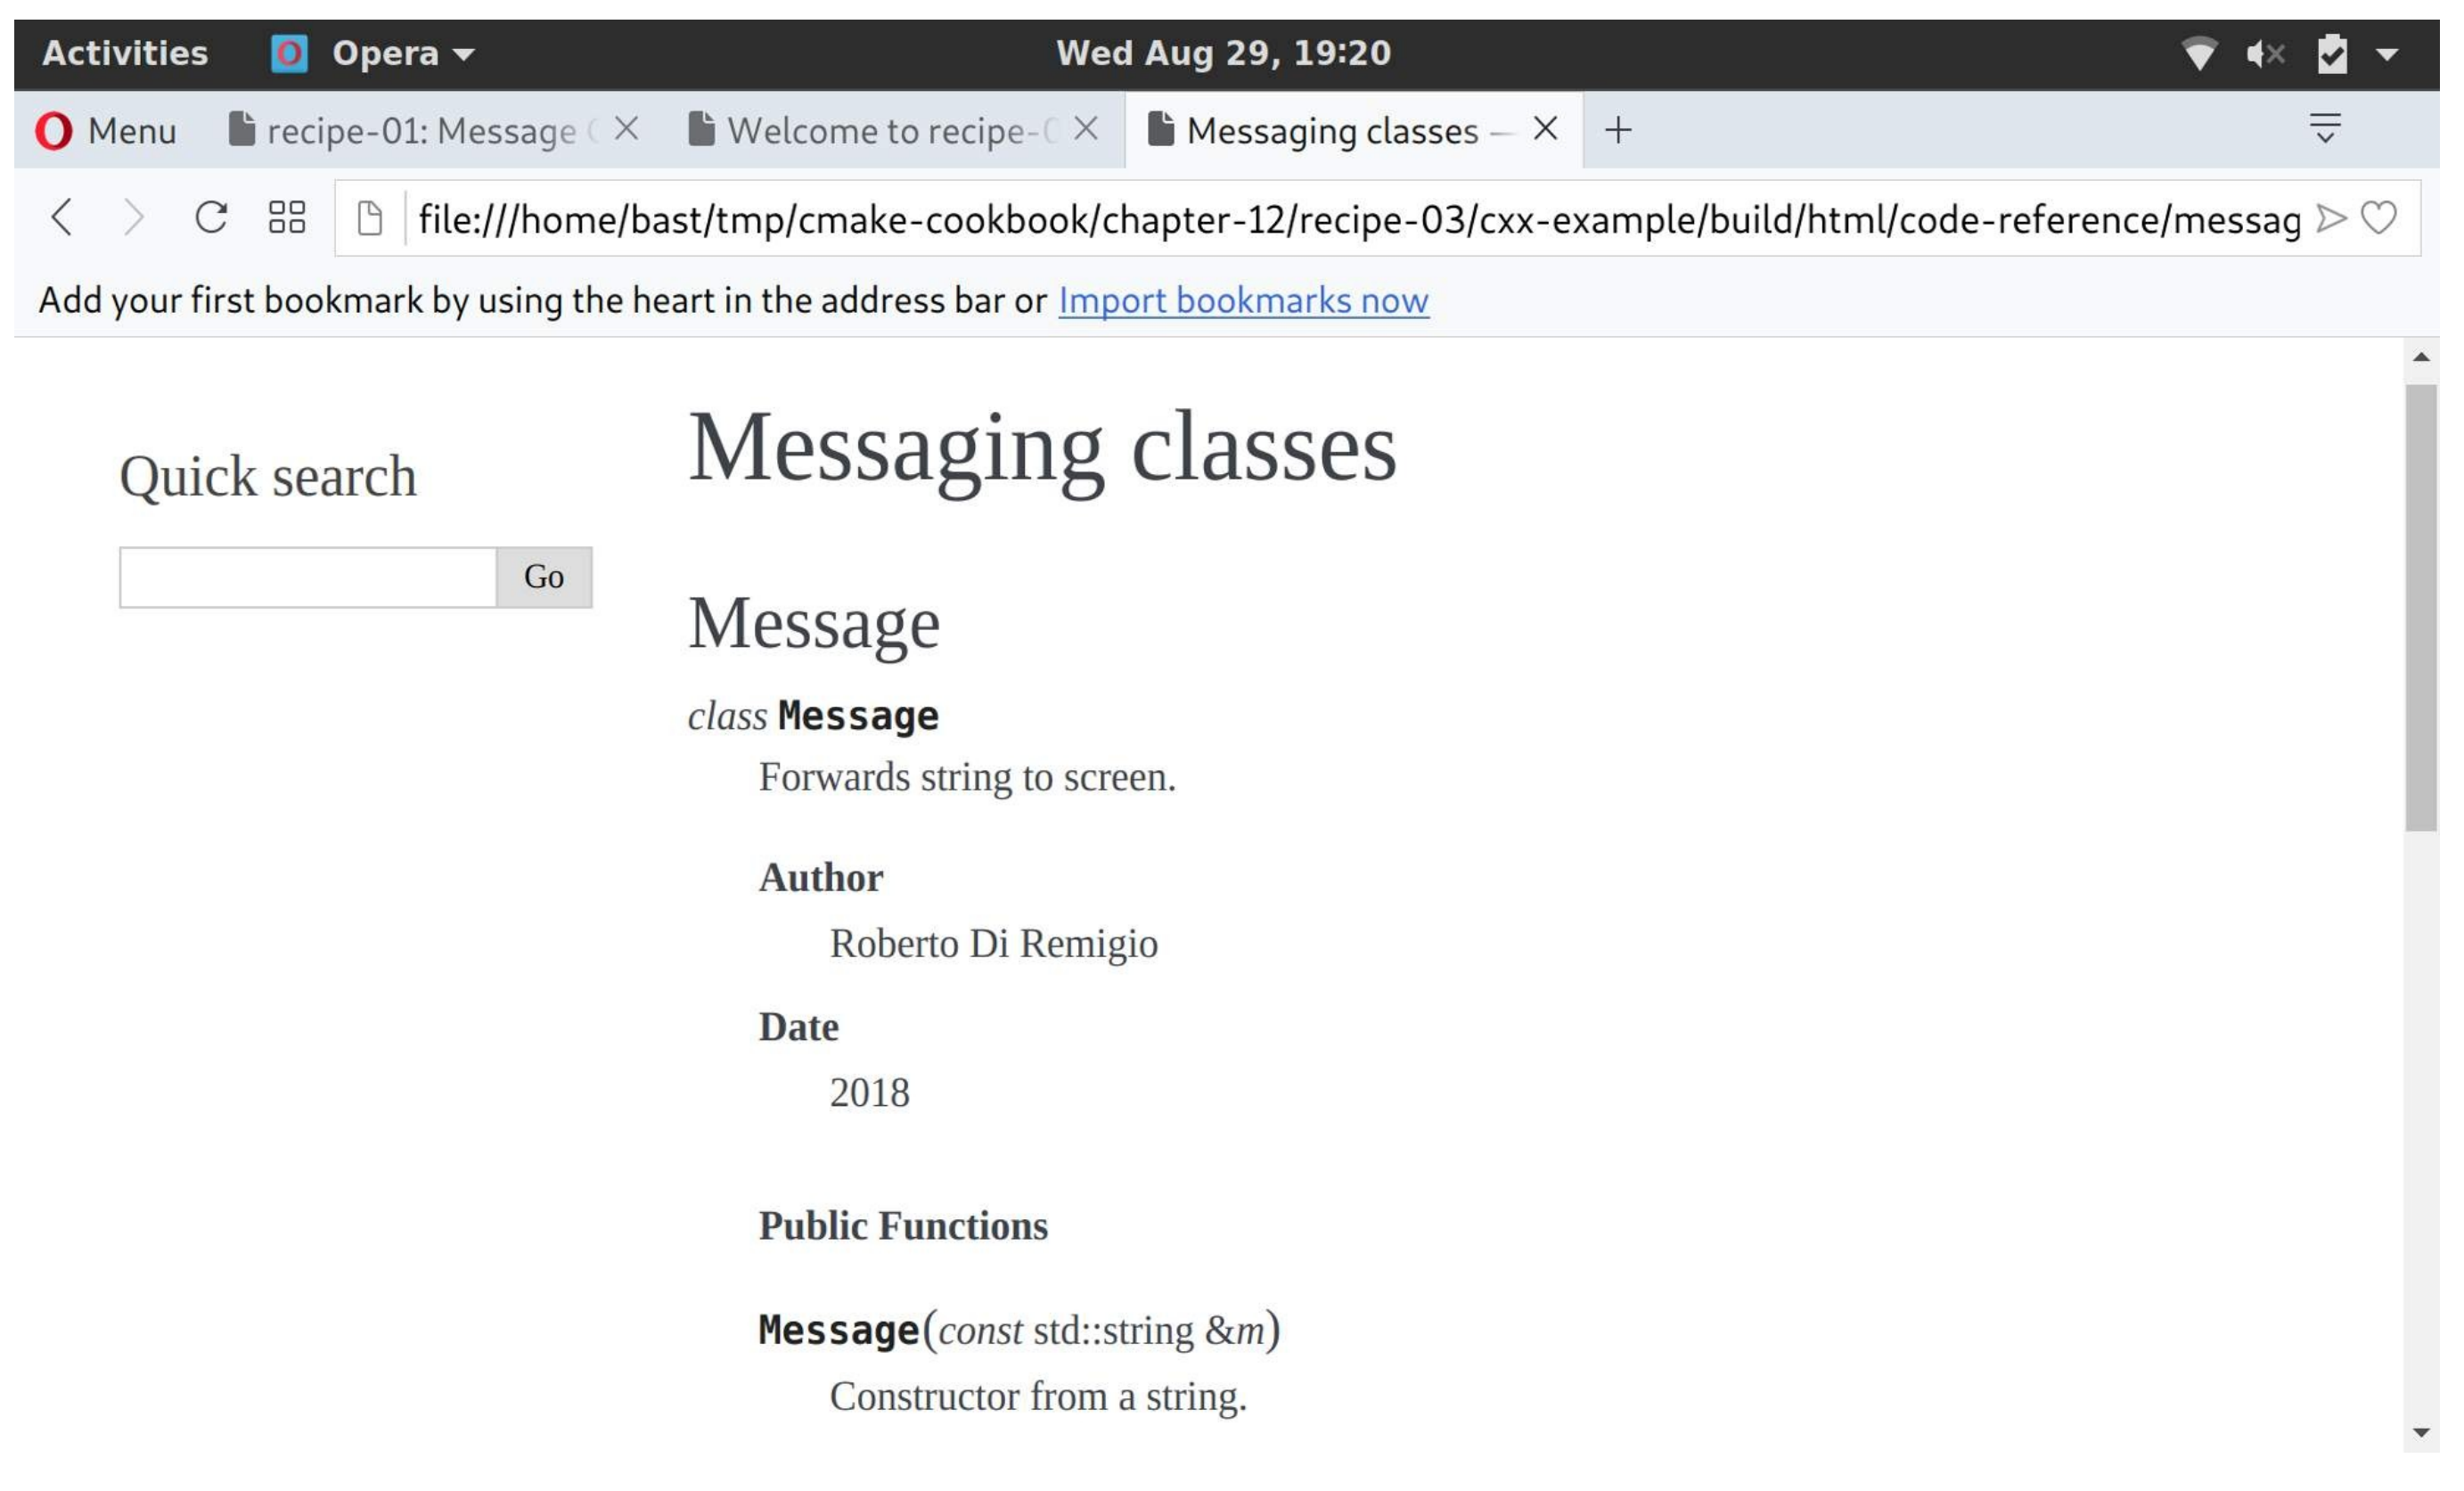 Activities Opera Wed Aug 29, 19:20
Menu recipe-01: Message Welcome to recipe- Messaging classes —
file:///home/bast/tmp/cmake-cookbook/chapter-12/recipe-03/cxx-example/build/html/code-reference/messag
Add your first bookmark by using the heart in the address bar or Import bookmarks now
Quick search
Go
Messaging classes
Message
class Message
Forwards string to screen.
Author
Roberto Di Remigio
Date
2018
Public Functions
Message(const std::string &m)
Constructor from a string.